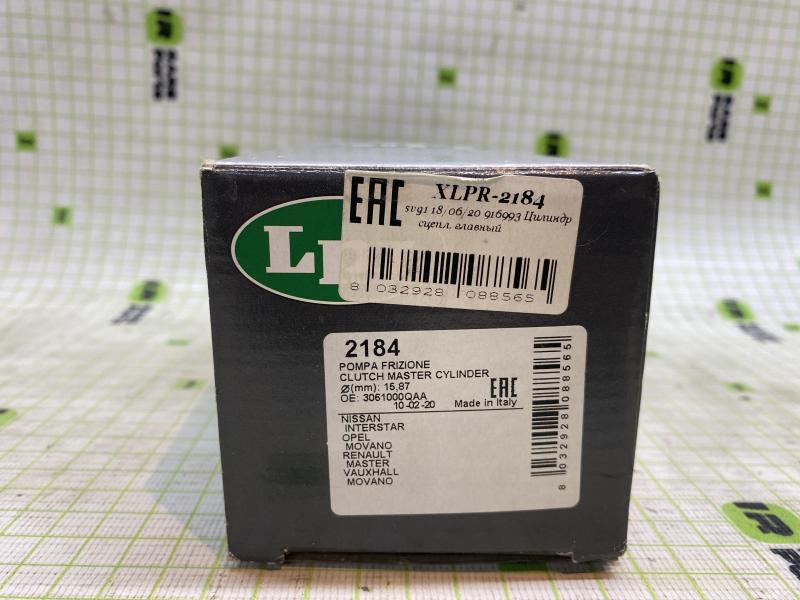 EAC
XLPR-2184
svg1 18/06/20 916993 Цилиндр
сцепл. главный
8 032928 088565
2184
POMPA FRIZIONE
CLUTCH MASTER CYLINDER
Ø(mm): 15,87
OE: 3061000QAA
10-02-20 Made in Italy
EAC
NISSAN
INTERSTAR
OPEL
MOVANO
RENAULT
MASTER
VAUXHALL
MOVANO
8 032928 088565